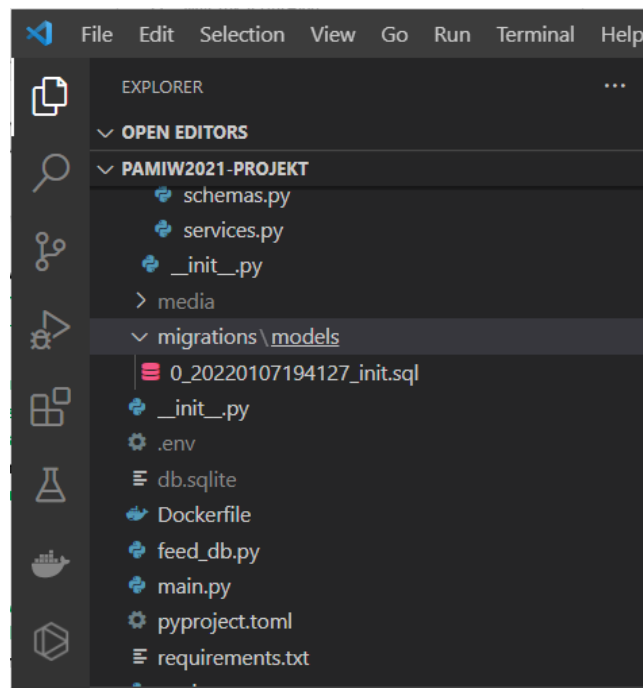 File Edit Selection View Go Run Terminal Help
EXPLORER
OPEN EDITORS
PAMIW2021-PROJEKT
schemas.py
services.py
__init__.py
media
migrations\models
0_20220107194127_init.sql
__init__.py
.env
db.sqlite
Dockerfile
feed_db.py
main.py
pyproject.toml
requirements.txt